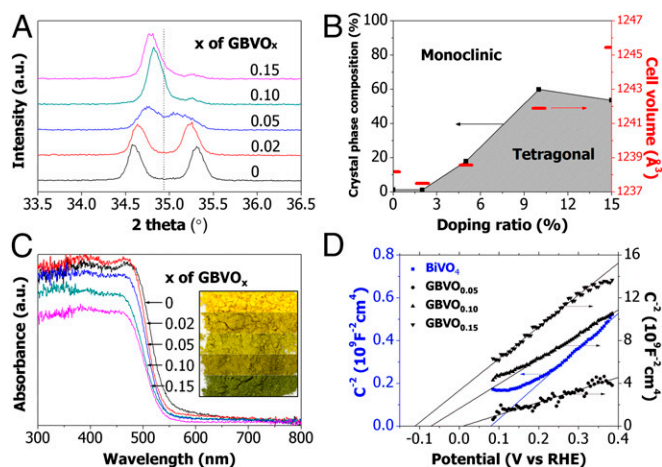 A
x of GBVOx
0.15
0.10
0.05
0.02
0
Intensity (a.u.)
33.5 34.0 34.5 35.0 35.5 36.0 36.5
2 theta (°)
B
Crystal phase composition (%)
100
80
60
40
20
0
Monoclinic
Tetragonal
0 5 10 15
Doping ratio (%)
1247
1245
1243
1241
1239
1237
Cell volume (Å³)
C
x of GBVOx
0
0.02
0.05
0.10
0.15
Absorbance (a.u.)
300 400 500 600 700 800
Wavelength (nm)
D
C⁻² (10⁹F⁻²cm⁴)
0.8
0.6
0.4
0.2
0.0
BiVO₄
GBVO₀.₀₅
GBVO₀.₁₀
GBVO₀.₁₅
-0.1 0.0 0.1 0.2 0.3 0.4
Potential (V vs RHE)
16
12
8
4
0
C⁻² (10⁹F⁻²cm⁴)